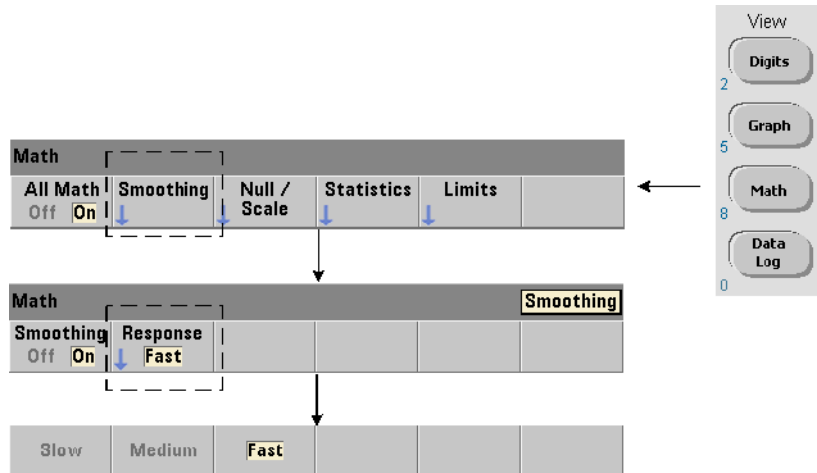 View
Digits
2
Graph
5
Math
8
Data
Log
0
Math
All Math
Off On
Smoothing
Null /
Scale
Statistics
Limits
Math
Smoothing
Smoothing
Off On
Response
Fast
Slow
Medium
Fast